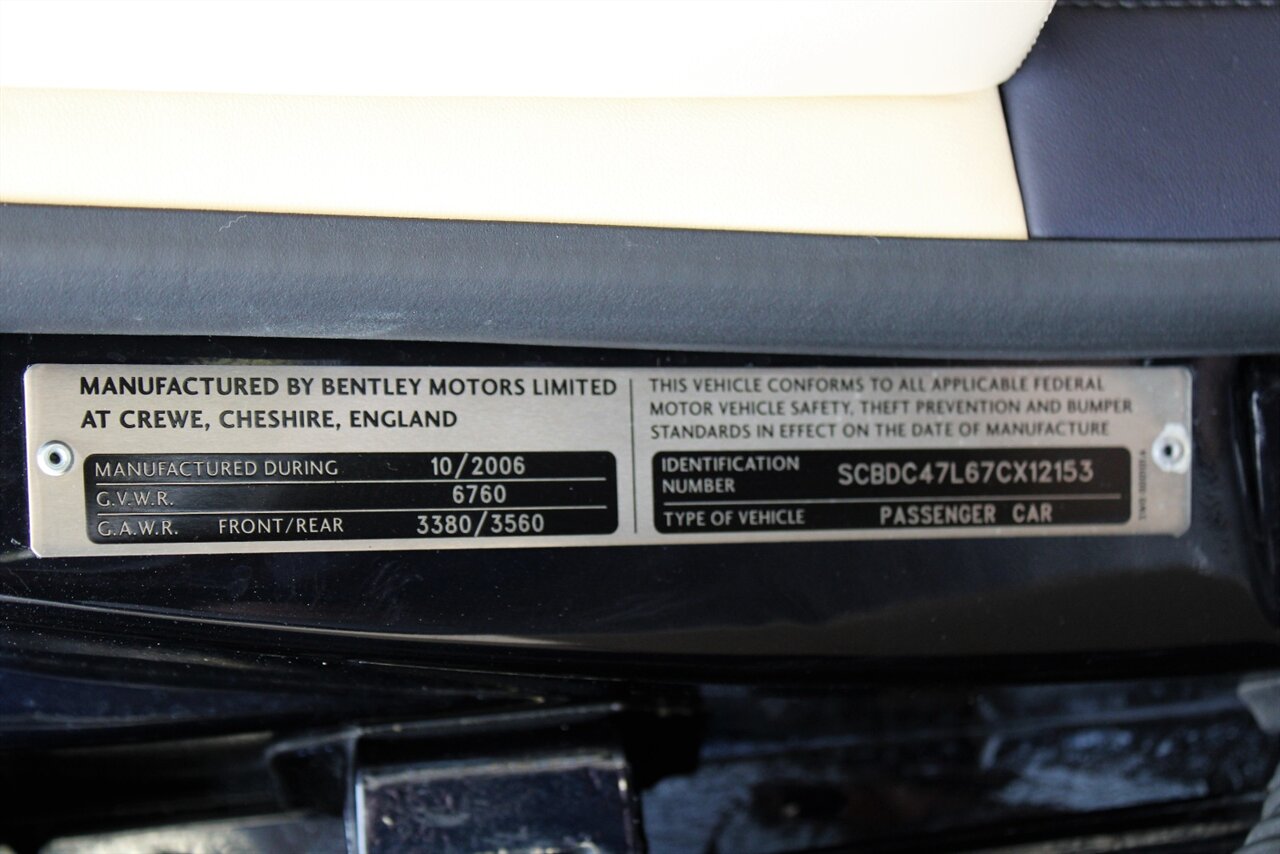 MANUFACTURED BY BENTLEY MOTORS LIMITED
AT CREWE, CHESHIRE, ENGLAND
MANUFACTURED DURING 10/2006
G.V.W.R. 6760
G.A.W.R. FRONT/REAR 3380/3560
THIS VEHICLE CONFORMS TO ALL APPLICABLE FEDERAL
MOTOR VEHICLE SAFETY, THEFT PREVENTION AND BUMPER
STANDARDS IN EFFECT ON THE DATE OF MANUFACTURE
IDENTIFICATION
NUMBER SCBDC47L67CX12153
TYPE OF VEHICLE PASSENGER CAR